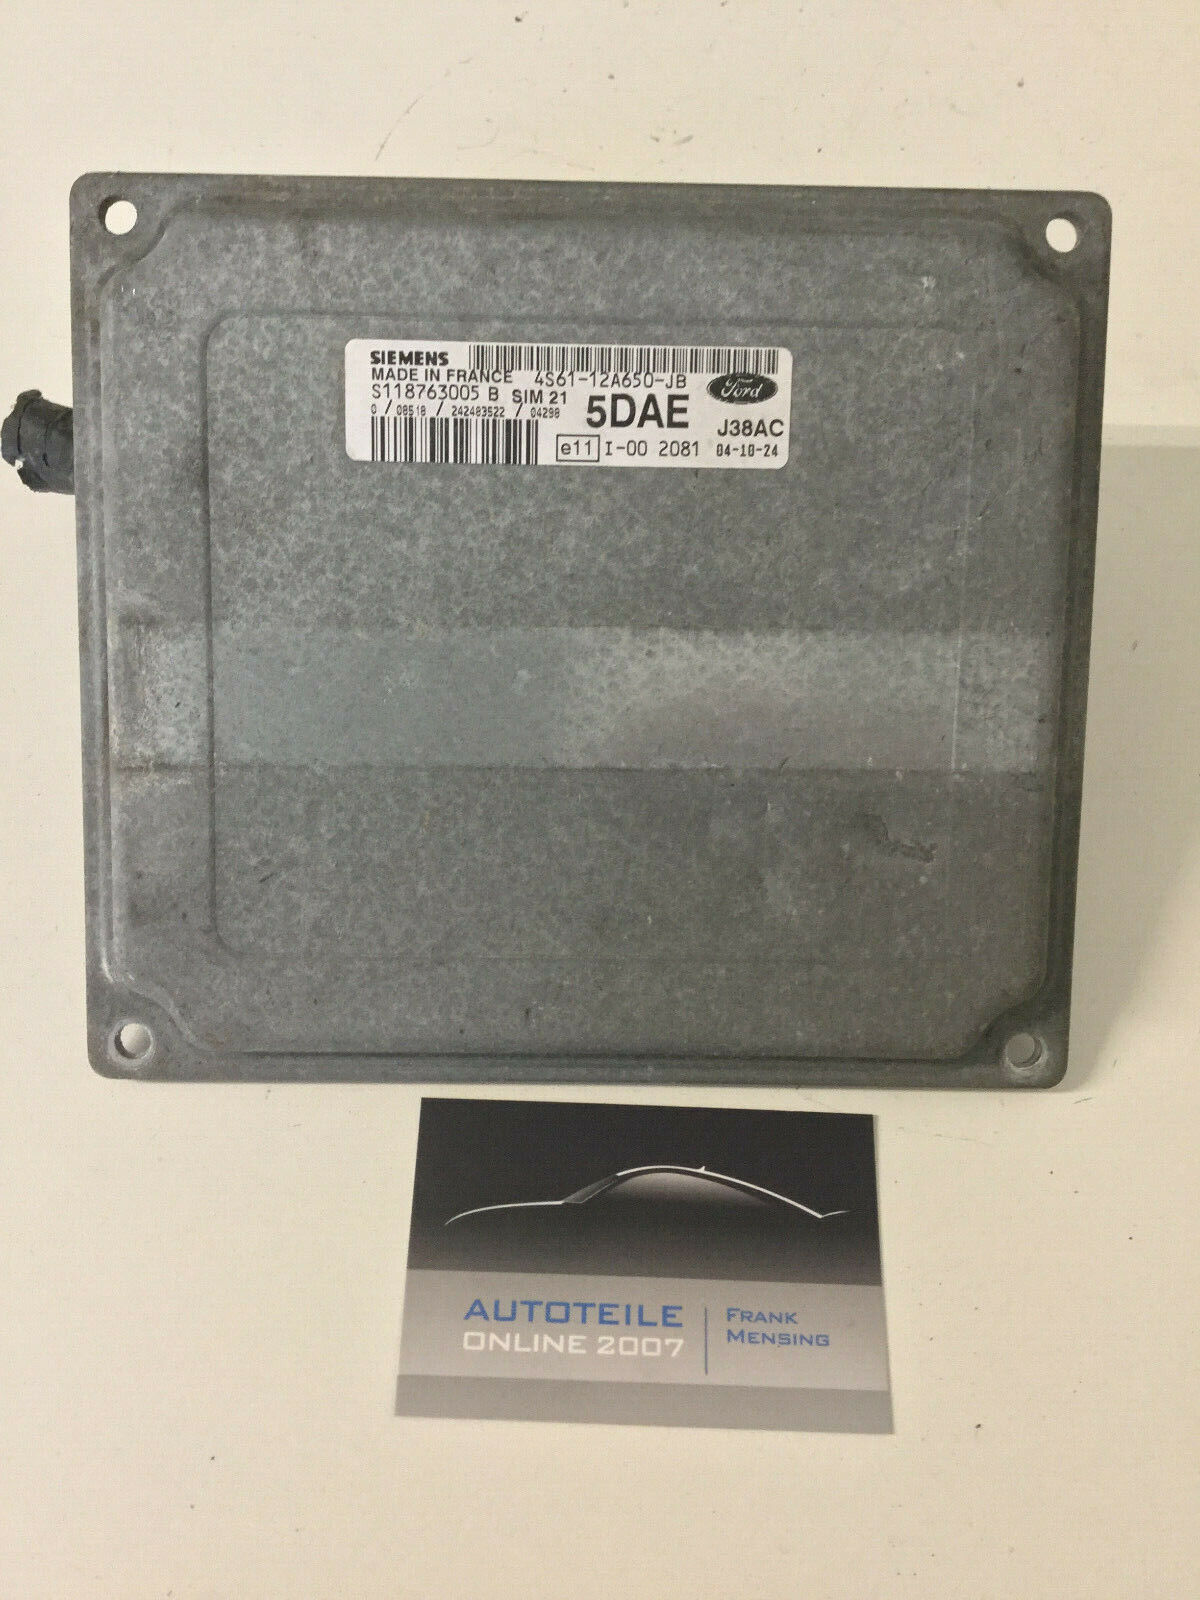 SIEMENS
MADE IN FRANCE 4S61-12A650-JB
S118763005 B SIM 21
0 / 08518 / 242483522 / 04298
5DAE
Ford
J38AC
e11 I-00 2081 04-10-24
AUTOTEILE
ONLINE 2007
FRANK
MENSING